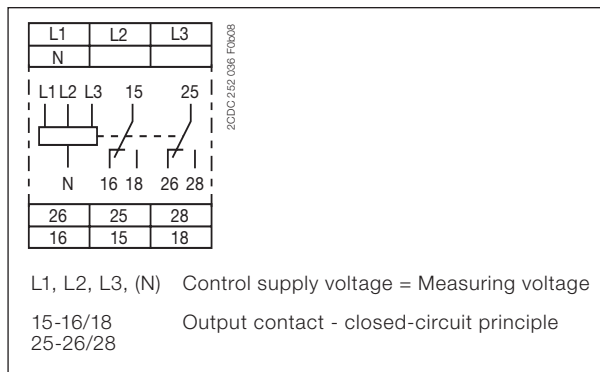 L1 L2 L3
N
2CDC 252 036 F0b08
L1 L2 L3 15 25
N 16 18 26 28
26 25 28
16 15 18
L1, L2, L3, (N) Control supply voltage = Measuring voltage
15-16/18 Output contact - closed-circuit principle
25-26/28